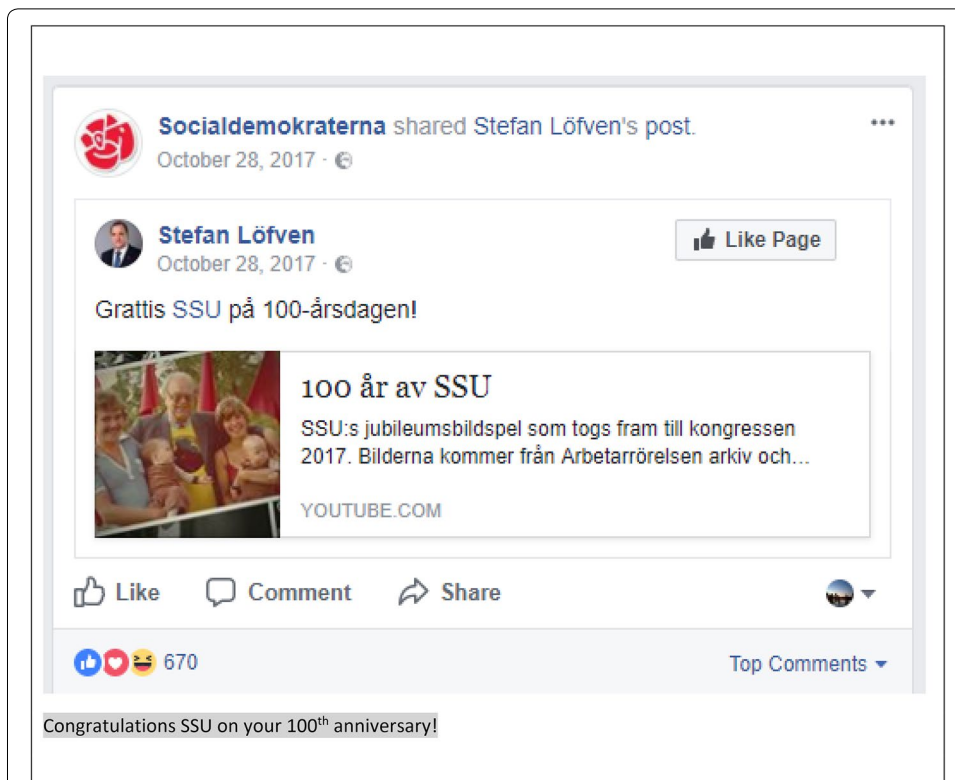 Socialdemokraterna shared Stefan Löfven's post.
October 28, 2017 ·
Stefan Löfven
October 28, 2017 ·
Like Page
Grattis SSU på 100-årsdagen!
100 år av SSU
SSU:s jubileumsbildspel som togs fram till kongressen
2017. Bilderna kommer från Arbetarrörelsen arkiv och...
YOUTUBE.COM
Like Comment Share
670 Top Comments
Congratulations SSU on your 100th anniversary!